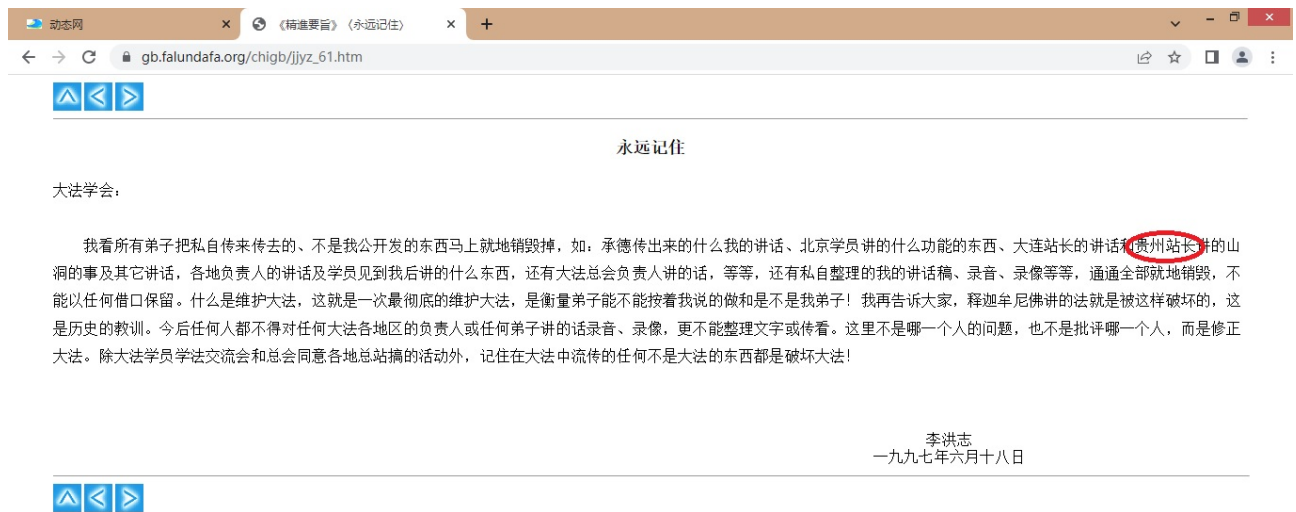 动态网
《精進要旨》〈永远记住〉
gb.falundafa.org/chigb/jjyz_61.htm
永远记住
大法学会：
我看所有弟子把私自传来传去的、不是我公开发的东西马上就地销毁掉，如：承德传出来的什么我的讲话、北京学员讲的什么功能的东西、大连站长的讲话和贵州站长讲的山
洞的事及其它讲话，各地负责人的讲话及学员见到我后讲的什么东西，还有大法总会负责人讲的话，等等，还有私自整理的我的讲话稿、录音、录像等等，通通全部就地销毁，不
能以任何借口保留。什么是维护大法，这就是一次最彻底的维护大法，是衡量弟子能不能按着我说的做和是不是我弟子！我再告诉大家，释迦牟尼佛讲的法就是被这样破坏的，这
是历史的教训。今后任何人都不得对任何大法各地区的负责人或任何弟子讲的话录音、录像，更不能整理文字或传看。这里不是哪一个人的问题，也不是批评哪一个人，而是修正
大法。除大法学员学法交流会和总会同意各地总站搞的活动外，记住在大法中流传的任何不是大法的东西都是破坏大法！
李洪志
一九九七年六月十八日